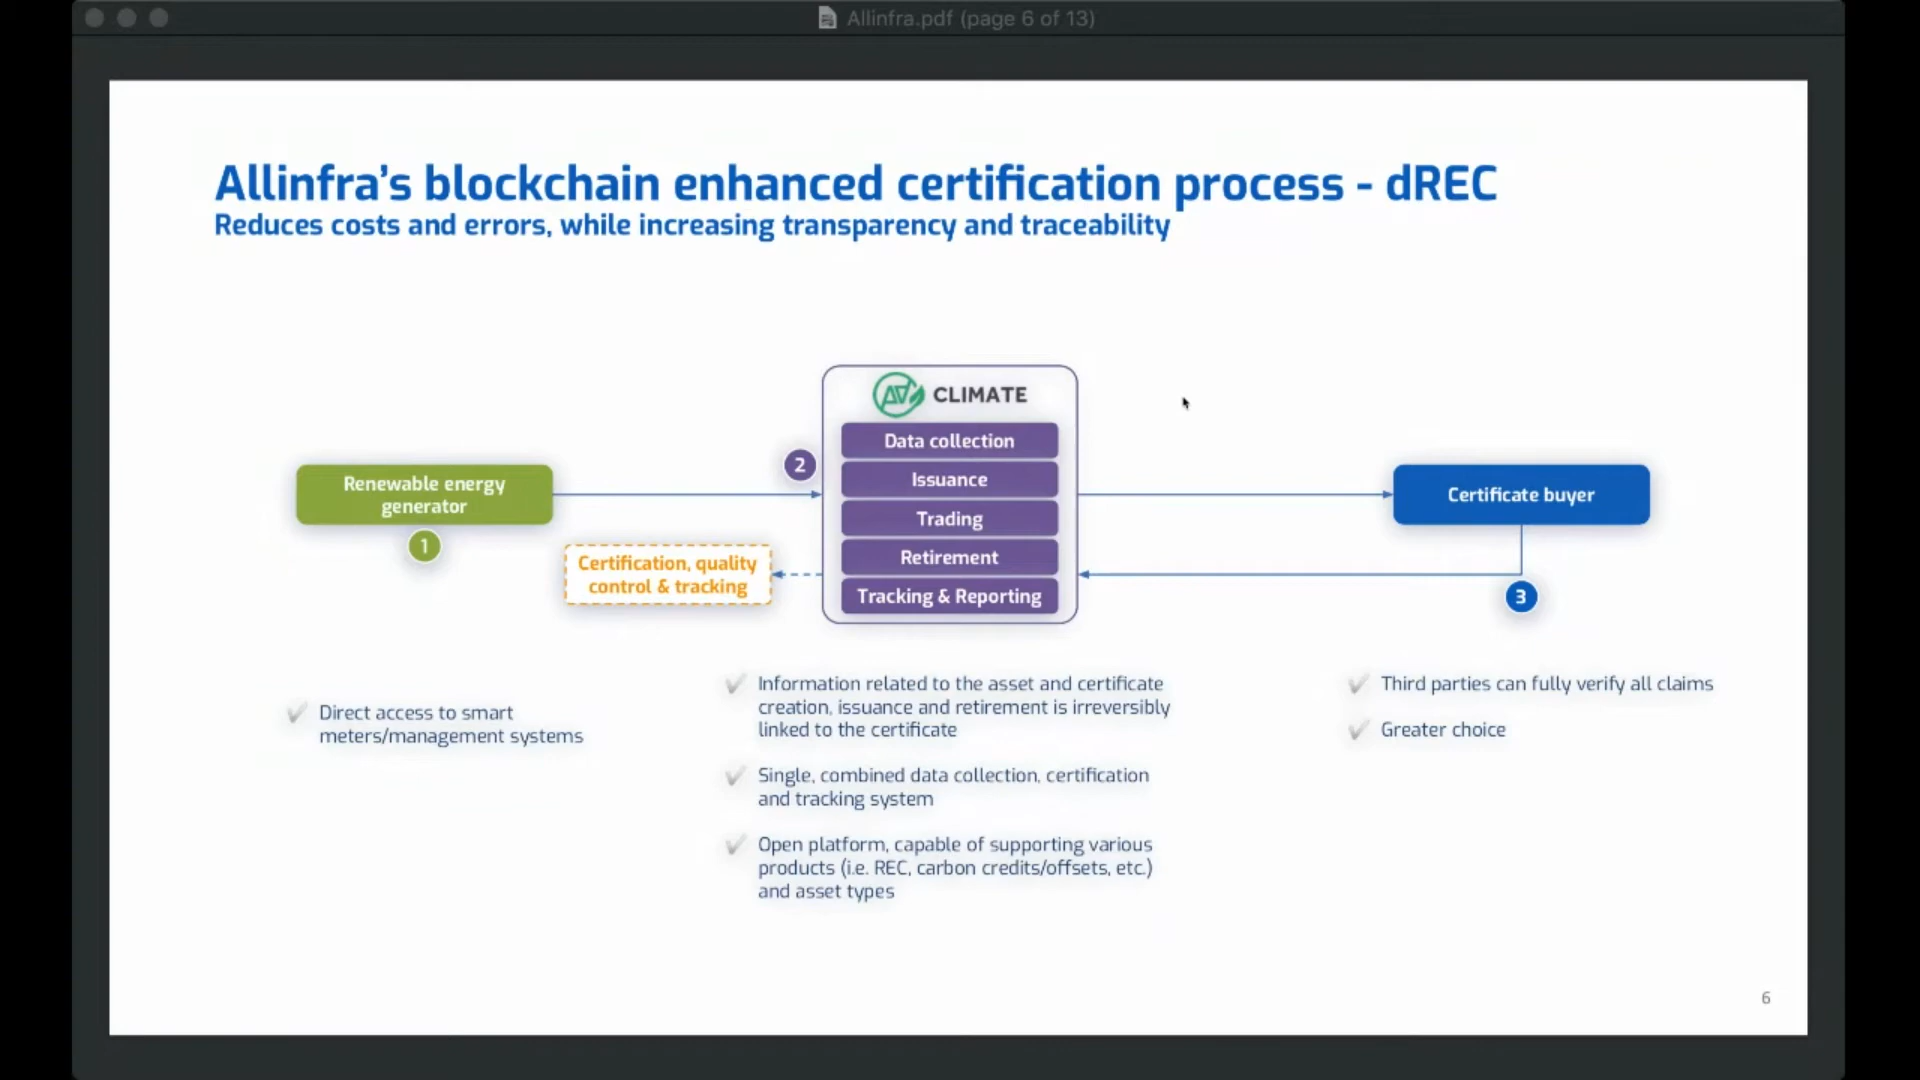 Allinfra.pdf (page 6 of 13)
Allinfra's blockchain enhanced certification process - dREC
Reduces costs and errors, while increasing transparency and traceability
CLIMATE
Data collection
Issuance
Trading
Retirement
Tracking & Reporting
2
Renewable energy
generator
1
Certification, quality
control & tracking
Certificate buyer
3
Direct access to smart
meters/management systems
Information related to the asset and certificate
creation, issuance and retirement is irreversibly
linked to the certificate
Single, combined data collection, certification
and tracking system
Open platform, capable of supporting various
products (i.e. REC, carbon credits/offsets, etc.)
and asset types
Third parties can fully verify all claims
Greater choice
6